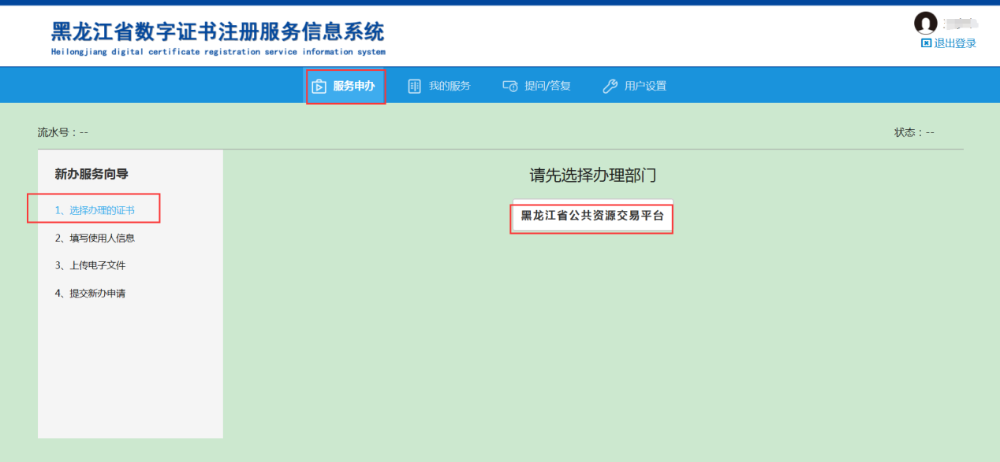 黑龙江省数字证书注册服务信息系统
Heilongjiang digital certificate registration service information system
退出登录
服务申办
我的服务
提问/答复
用户设置
流水号：--
状态：--
新办服务向导
1、选择办理的证书
2、填写使用人信息
3、上传电子文件
4、提交新办申请
请先选择办理部门
黑龙江省公共资源交易平台